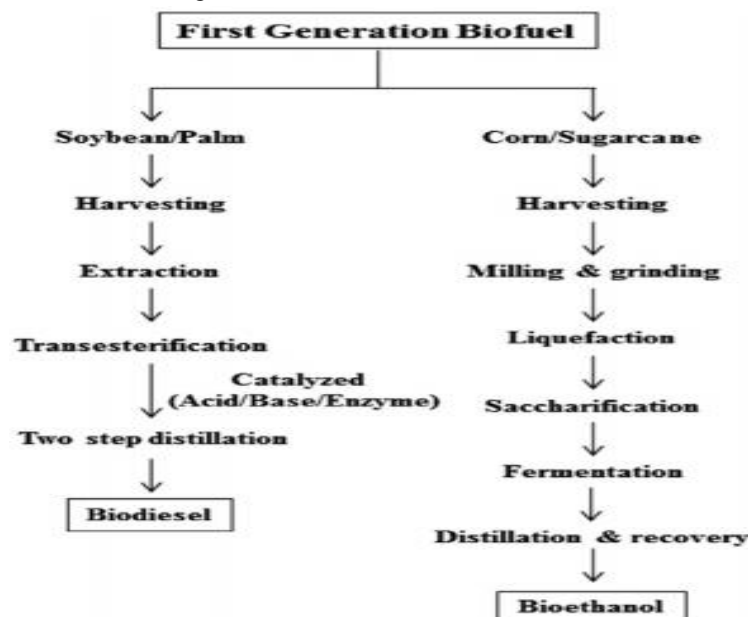 First Generation Biofuel
Soybean/Palm
Harvesting
Extraction
Transesterification
Catalyzed
(Acid/Base/Enzyme)
Two step distillation
Biodiesel
Corn/Sugarcane
Harvesting
Milling & grinding
Liquefaction
Saccharification
Fermentation
Distillation & recovery
Bioethanol